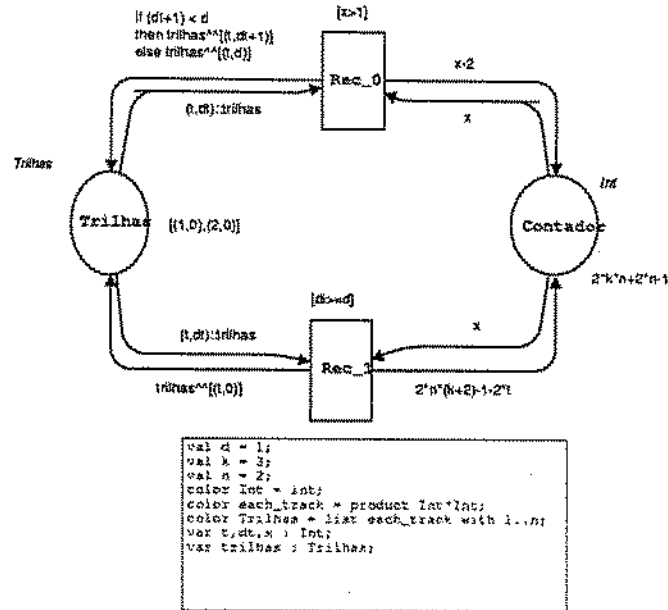 if (dt+1) < d
then trilhas^^[(t,dt+1)]
else trilhas^^[(t,d)]
[x>1]
Rec_0
x-2
x
(t,dt)::trilhas
Trilhas
Int
Trilhas
[(1,0),(2,0)]
Contador
2*k*n+2*n-1
[dt>=d]
(t,dt)::trilhas
x
Rec_1
trilhas^^[(t,0)]
2*n*(k+2)-1-2*t
val d = 1;
val k = 3;
val n = 2;
color Int = int;
color each_track = product Int*Int;
color Trilhas = list each_track with 1..n;
var t,dt,x : Int;
var trilhas : Trilhas;